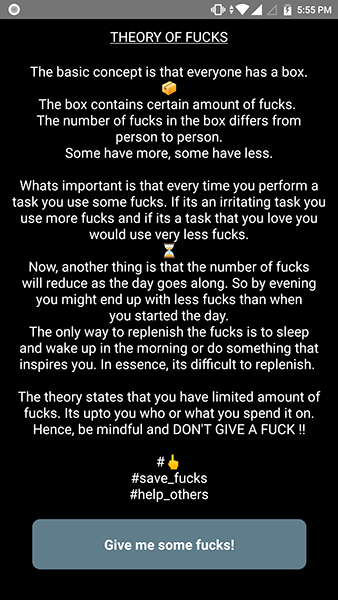 5:55 PM
THEORY OF FUCKS
The basic concept is that everyone has a box.
📦
The box contains certain amount of fucks.
The number of fucks in the box differs from
person to person.
Some have more, some have less.
Whats important is that every time you perform a
task you use some fucks. If its an irritating task you
use more fucks and if its a task that you love you
would use very less fucks.
⏳
Now, another thing is that the number of fucks
will reduce as the day goes along. So by evening
you might end up with less fucks than when
you started the day.
The only way to replenish the fucks is to sleep
and wake up in the morning or do something that
inspires you. In essence, its difficult to replenish.
The theory states that you have limited amount of
fucks. Its upto you who or what you spend it on.
Hence, be mindful and DON'T GIVE A FUCK !!
#🖕
#save_fucks
#help_others
Give me some fucks!